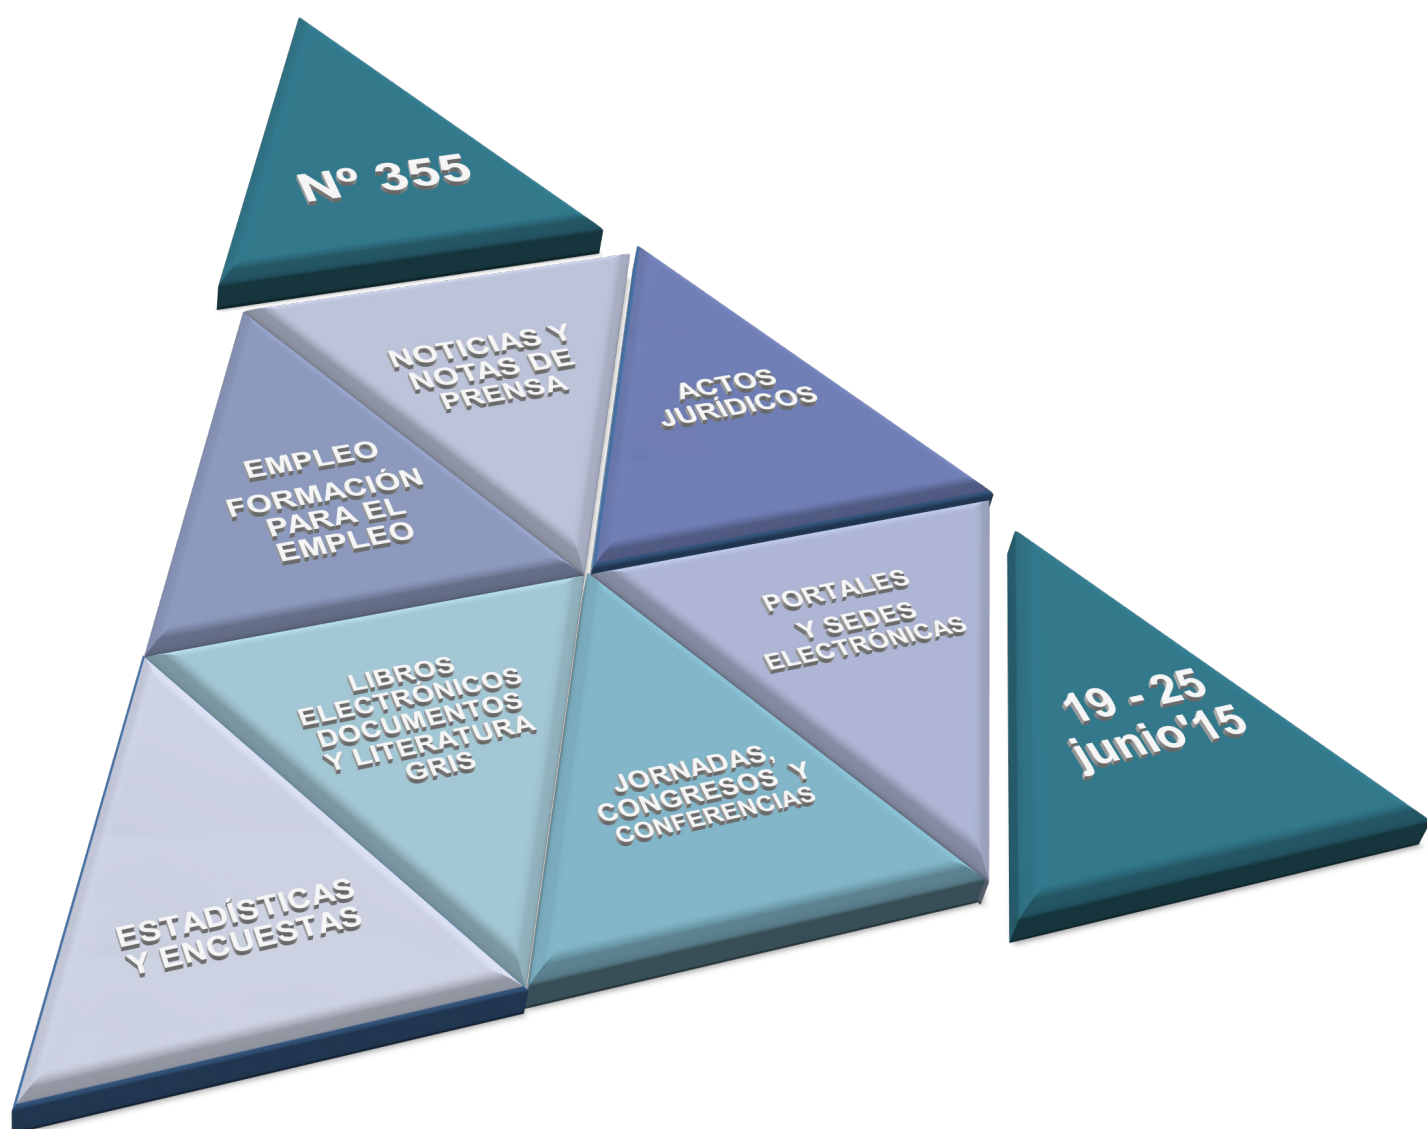 Nº 355
NOTICIAS Y
NOTAS DE
PRENSA
ACTOS
JURÍDICOS
EMPLEO
FORMACIÓN
PARA EL
EMPLEO
PORTALES
Y SEDES
ELECTRÓNICAS
LIBROS
ELECTRÓNICOS
DOCUMENTOS
Y LITERATURA
GRIS
JORNADAS,
CONGRESOS Y
CONFERENCIAS
19 - 25
junio'15
ESTADÍSTICAS
Y ENCUESTAS